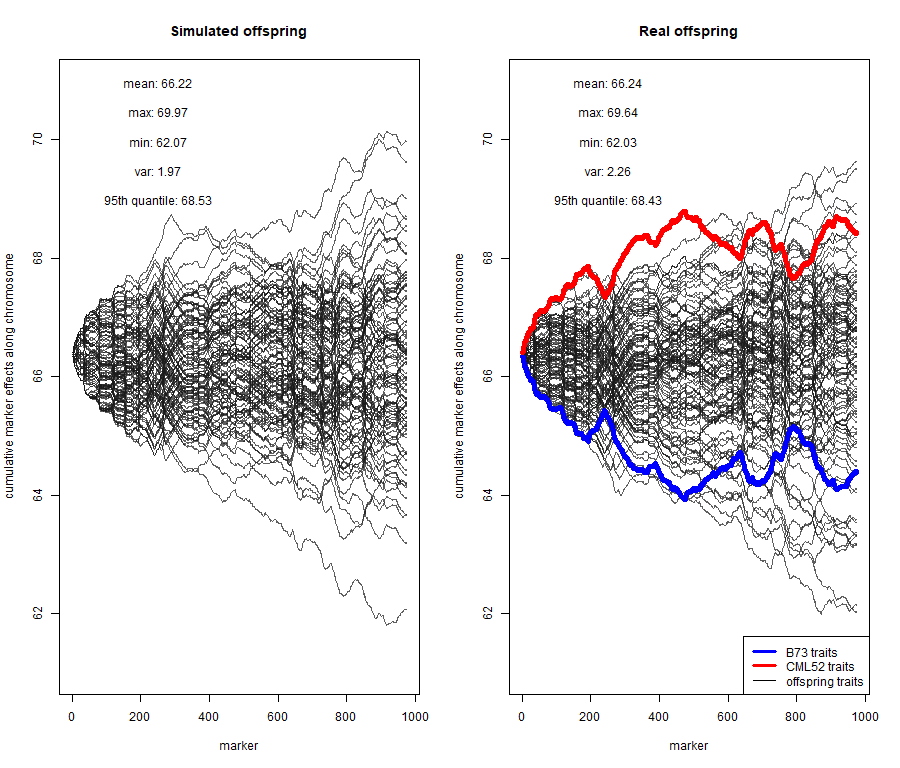 Simulated offspring
mean: 66.22
max: 69.97
min: 62.07
var: 1.97
95th quantile: 68.53
cumulative marker effects along chromosome
70
68
66
64
62
0
200
400
600
800
1000
marker
Real offspring
mean: 66.24
max: 69.64
min: 62.03
var: 2.26
95th quantile: 68.43
cumulative marker effects along chromosome
70
68
66
64
62
B73 traits
CML52 traits
offspring traits
0
200
400
600
800
1000
marker